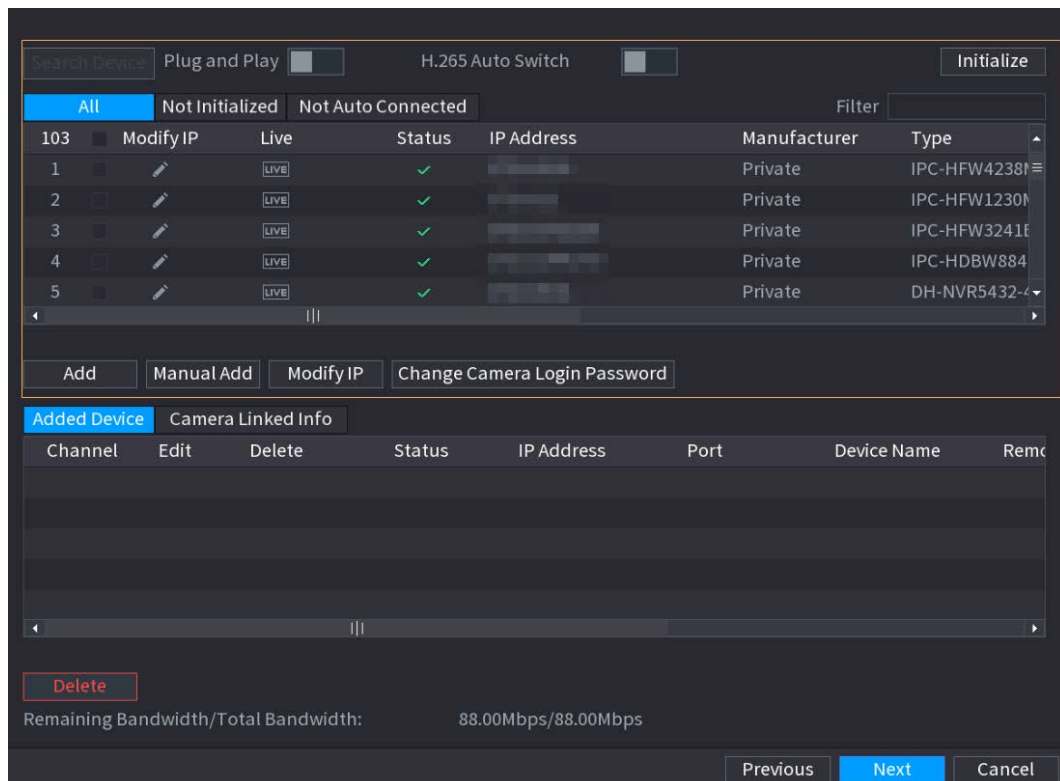 Search Device Plug and Play H.265 Auto Switch Initialize
All Not Initialized Not Auto Connected Filter
103 Modify IP Live Status IP Address Manufacturer Type
1 LIVE Private IPC-HFW4238
2 LIVE Private IPC-HFW1230
3 LIVE Private IPC-HFW3241
4 LIVE Private IPC-HDBW884
5 LIVE Private DH-NVR5432-
Add Manual Add Modify IP Change Camera Login Password
Added Device Camera Linked Info
Channel Edit Delete Status IP Address Port Device Name
Delete
Remaining Bandwidth/Total Bandwidth: 88.00Mbps/88.00Mbps
Previous Next Cancel